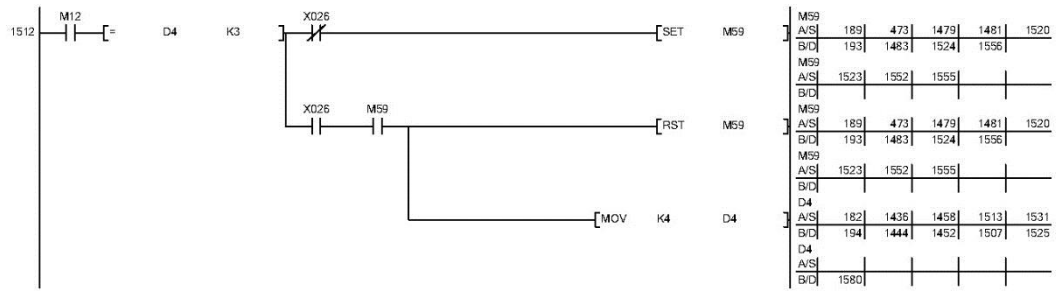 M12 X026 M59
1512 [= D4 K3 ] [SET M59 ] A/S 189 473 1479 1481 1520
B/D 193 1483 1524 1556
M59
A/S 1523 1552 1555
B/D
X026 M59 M59
[RST M59 ] A/S 189 473 1479 1481 1520
B/D 193 1483 1524 1556
M59
A/S 1523 1552 1555
B/D
D4
[MOV K4 D4 ] A/S 182 1436 1458 1513 1531
B/D 194 1444 1452 1507 1525
D4
A/S
B/D 1580